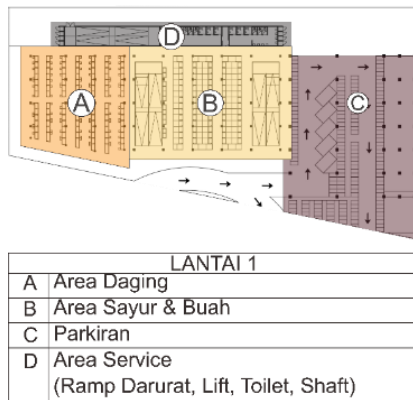 D
A
B
C
LANTAI 1
A Area Daging
B Area Sayur & Buah
C Parkiran
D Area Service
(Ramp Darurat, Lift, Toilet, Shaft)